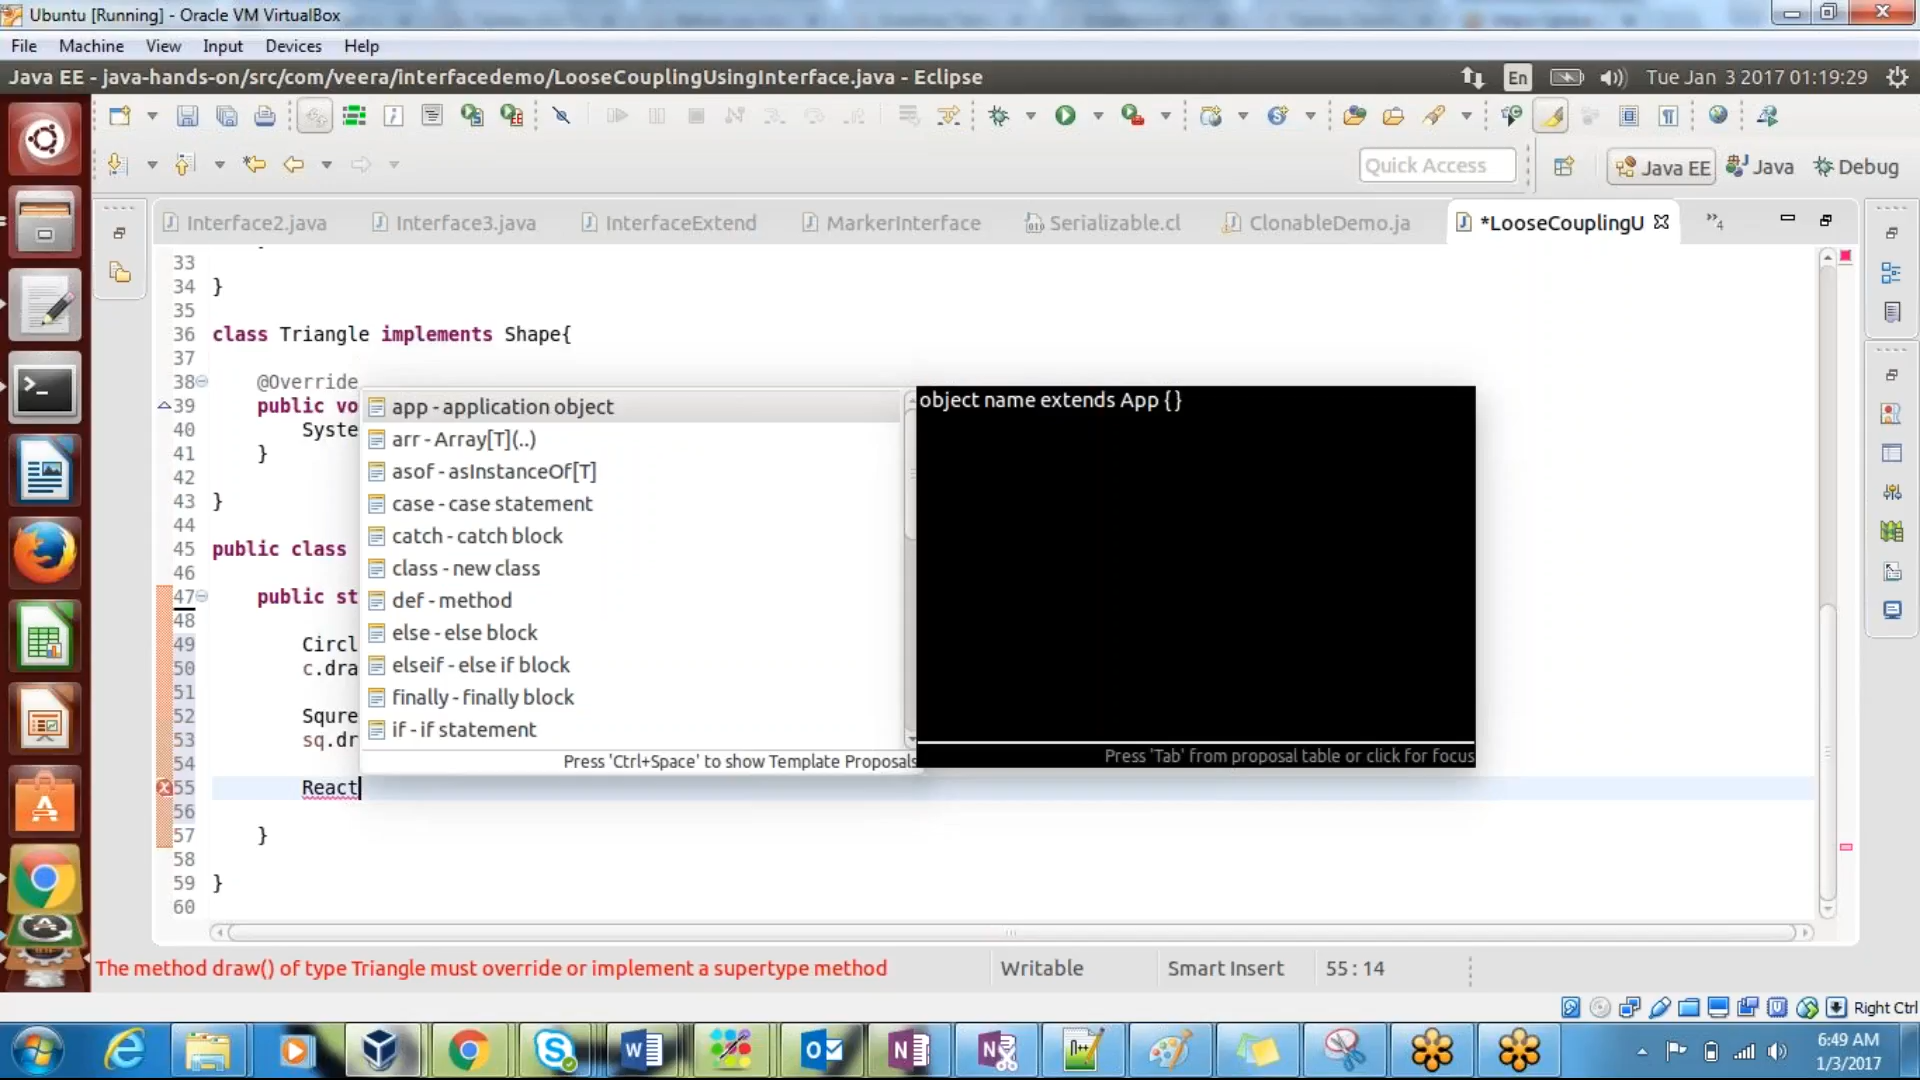 Ubuntu [Running] - Oracle VM VirtualBox
File Machine View Input Devices Help
Java EE - java-hands-on/src/com/veera/interfacedemo/LooseCouplingUsingInterface.java - Eclipse
En
Tue Jan 3 2017 01:19:29
Quick Access
Java EE
Java
Debug
Interface2.java
Interface3.java
InterfaceExtend
MarkerInterface
Serializable.cl
ClonableDemo.ja
*LooseCouplingU
»4
33
34 }
35
36 class Triangle implements Shape{
37
38 @Override
39 public vo
40 Syste
41 }
42
43 }
44
45 public class
46
47 public st
48
49 Circl
50 c.dra
51
52 Squre
53 sq.dr
54
55 React
56
57 }
58
59 }
60
app - application object
arr - Array[T](..)
asof - asInstanceOf[T]
case - case statement
catch - catch block
class - new class
def - method
else - else block
elseif - else if block
finally - finally block
if - if statement
Press 'Ctrl+Space' to show Template Proposals
object name extends App {}
Press 'Tab' from proposal table or click for focus
The method draw() of type Triangle must override or implement a supertype method
Writable
Smart Insert
55 : 14
Right Ctrl
6:49 AM
1/3/2017